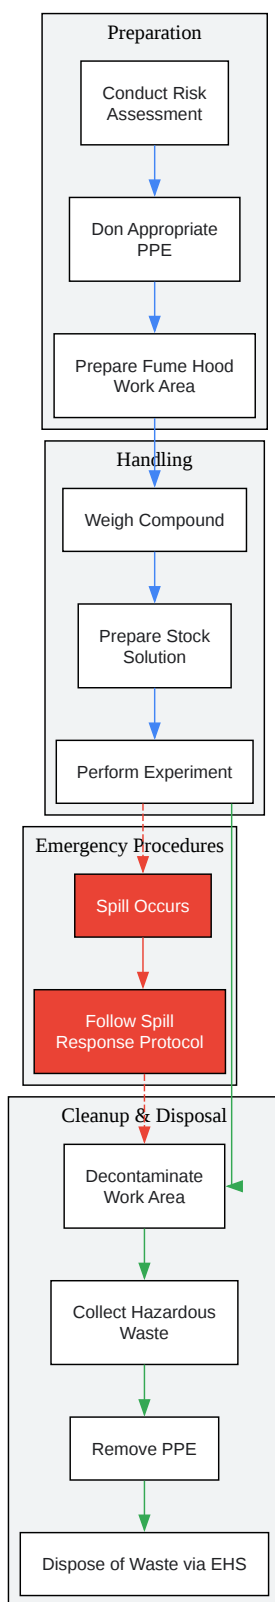 Preparation
Conduct Risk
Assessment
Don Appropriate
PPE
Prepare Fume Hood
Work Area
Handling
Weigh Compound
Prepare Stock
Solution
Perform Experiment
Emergency Procedures
Spill Occurs
Follow Spill
Response Protocol
Cleanup & Disposal
Decontaminate
Work Area
Collect Hazardous
Waste
Remove PPE
Dispose of Waste via EHS